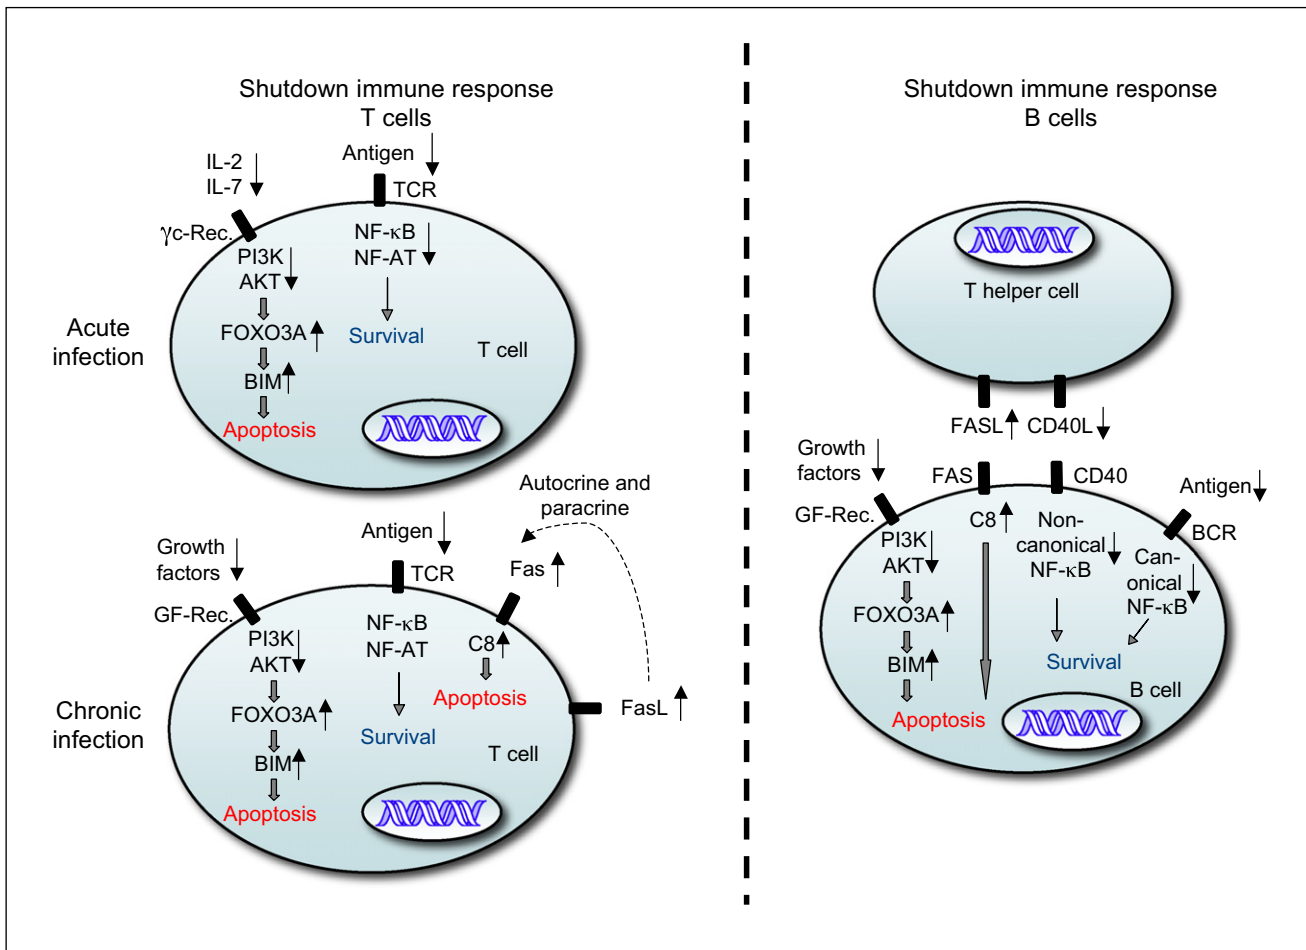 Shutdown immune response
T cells
IL-2
IL-7
Antigen
TCR
γc-Rec.
PI3K
AKT
FOXO3A
BIM
Apoptosis
NF-κB
NF-AT
Survival
T cell
Acute
infection
Chronic
infection
Growth
factors
GF-Rec.
Antigen
TCR
Autocrine and
paracrine
Fas
PI3K
AKT
FOXO3A
BIM
Apoptosis
NF-κB
NF-AT
Survival
C8
Apoptosis
FasL
T cell
Shutdown immune response
B cells
T helper cell
FASL
CD40L
Growth
factors
GF-Rec.
FAS
CD40
Antigen
BCR
PI3K
AKT
FOXO3A
BIM
Apoptosis
C8
Non-
canonical
NF-κB
Can-
onical
NF-κB
Survival
B cell